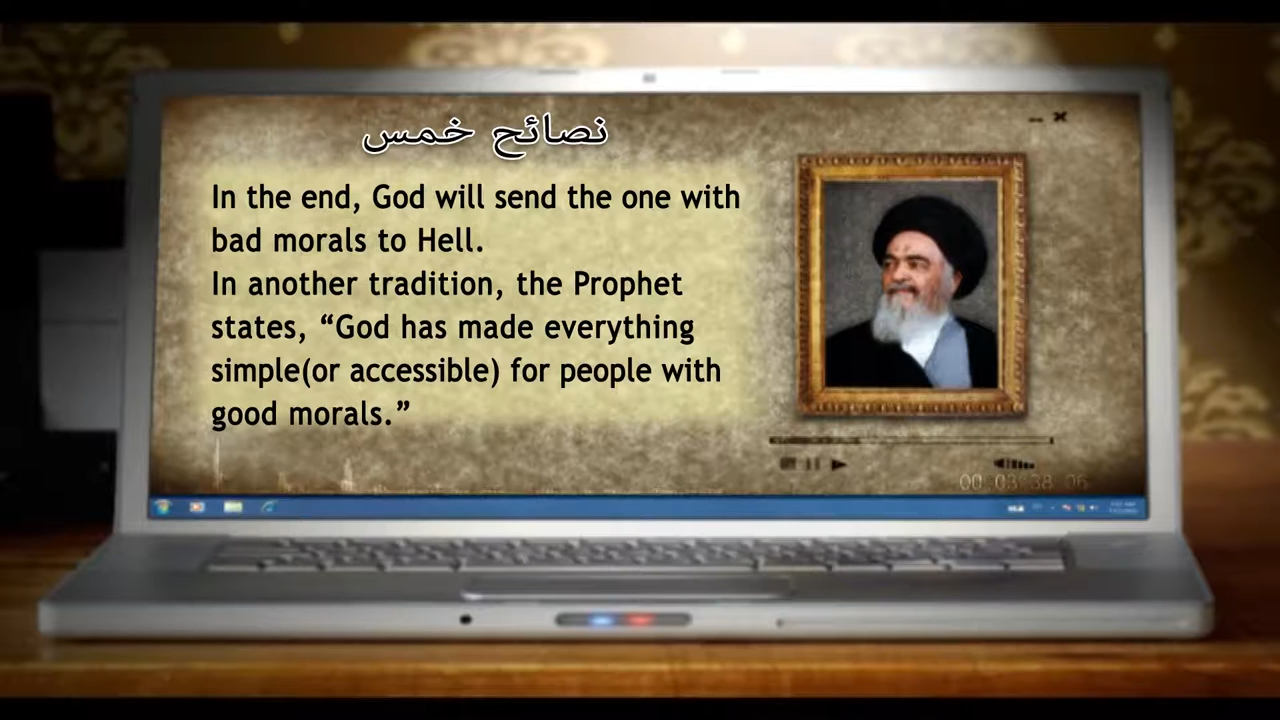 نصائح خمس
In the end, God will send the one with
bad morals to Hell.
In another tradition, the Prophet
states, “God has made everything
simple(or accessible) for people with
good morals.”